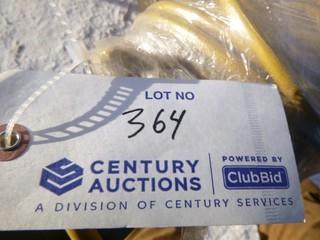 LOT NO
364
CENTURY AUCTIONS
POWERED BY
ClubBid
A DIVISION OF CENTURY SERVICES